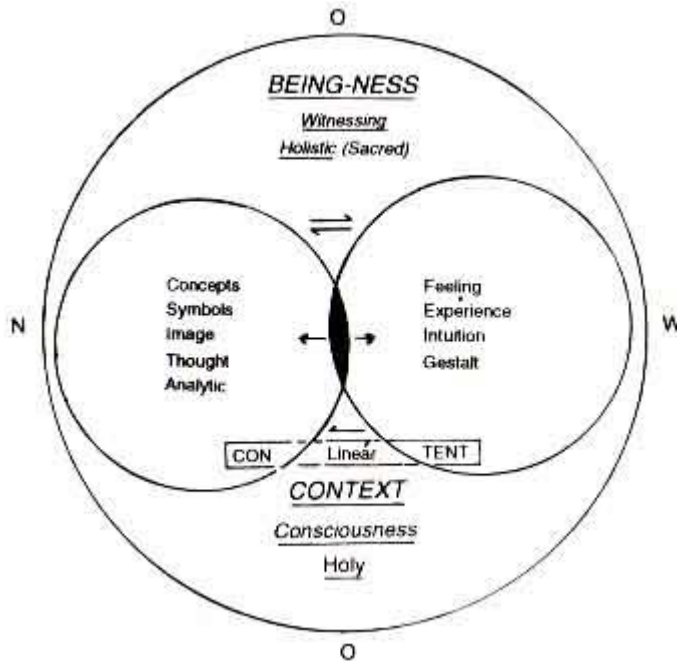 O
BEING-NESS
Witnessing
Holistic (Sacred)
Concepts
Symbols
Image
Thought
Analytic
Feeling
Experience
Intuition
Gestalt
N
W
CON Linear TENT
CONTEXT
Consciousness
Holy
O